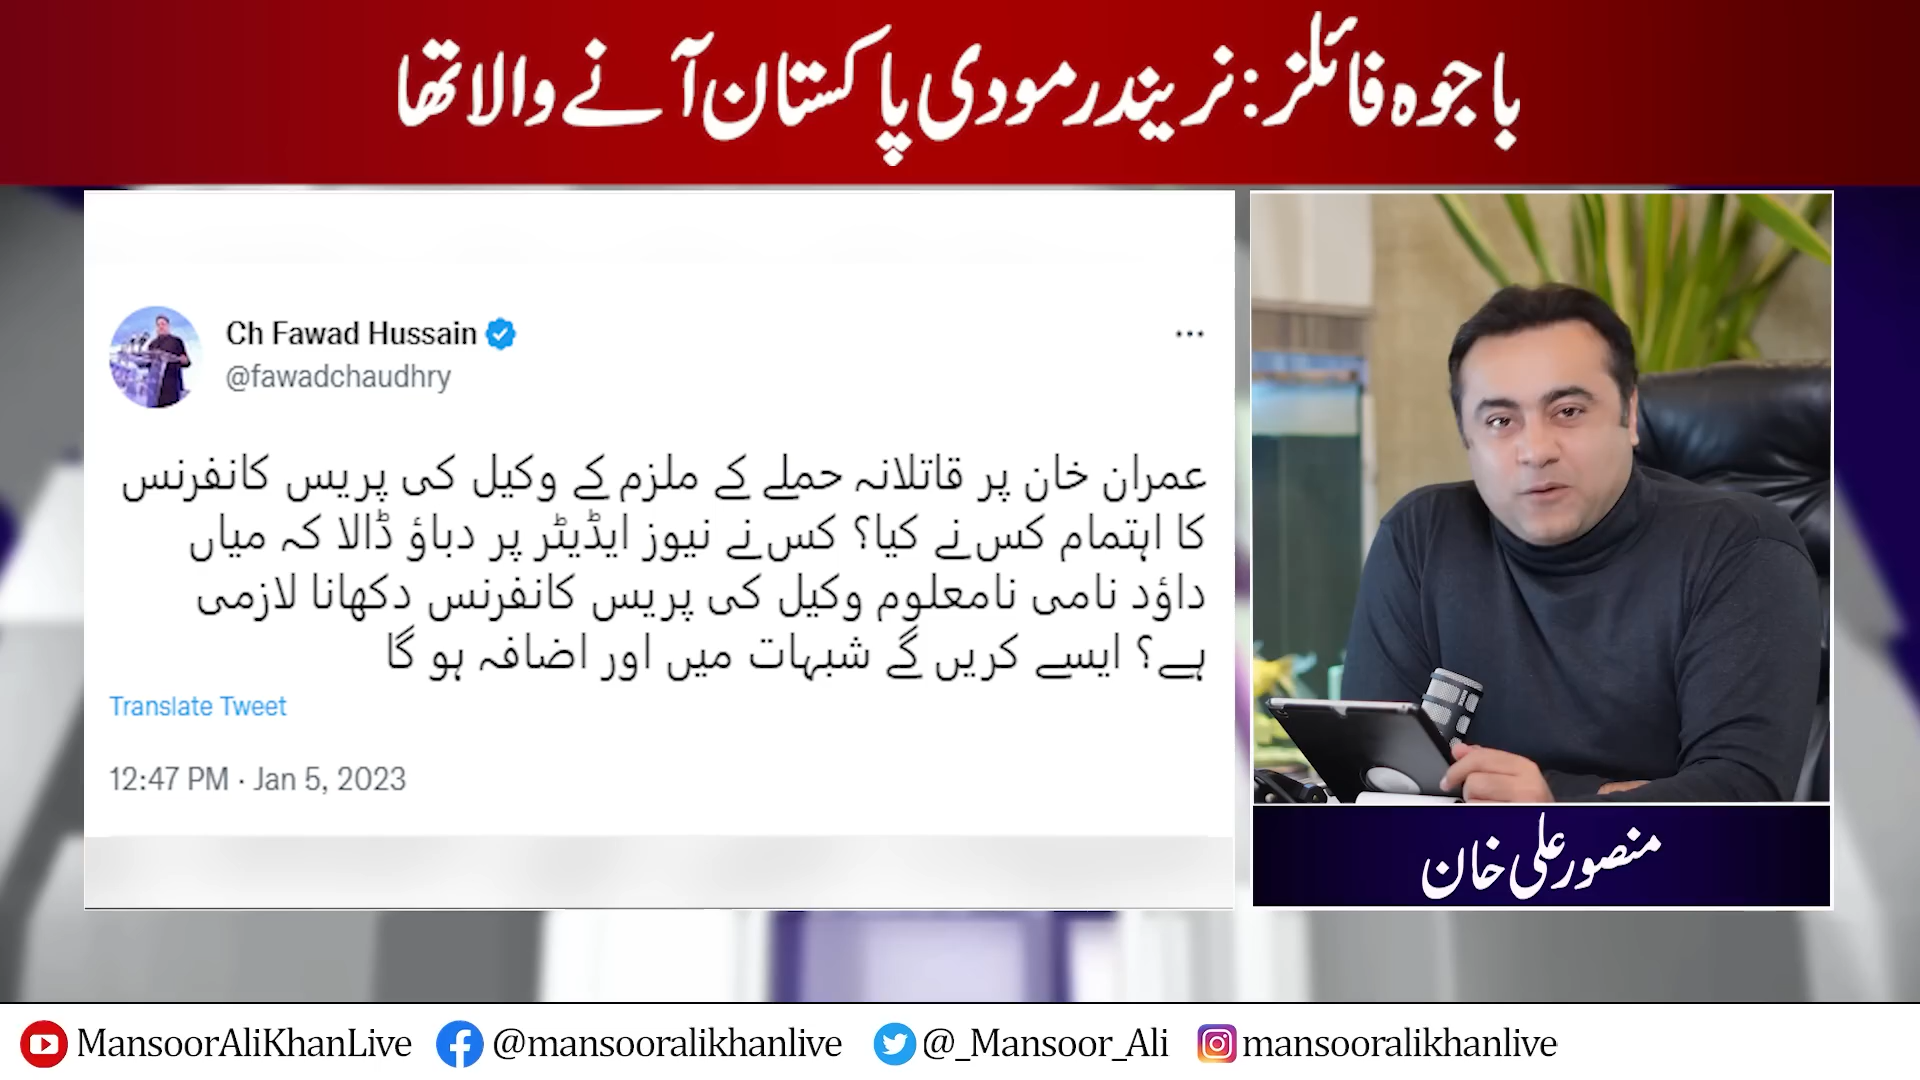 باجوہ فائلز: نریندر مودی پاکستان آنے والا تھا
Ch Fawad Hussain
@fawadchaudhry
عمران خان پر قاتلانہ حملے کے ملزم کے وکیل کی پریس کانفرنس
کا اہتمام کس نے کیا؟ کس نے نیوز ایڈیٹر پر دباؤ ڈالا کہ میاں
داؤد نامی نامعلوم وکیل کی پریس کانفرنس دکھانا لازمی
ہے؟ ایسے کریں گے شبہات میں اور اضافہ ہو گا
Translate Tweet
12:47 PM · Jan 5, 2023
منصور علی خان
MansoorAliKhanLive @mansooralikhanlive @_Mansoor_Ali mansooralikhanlive